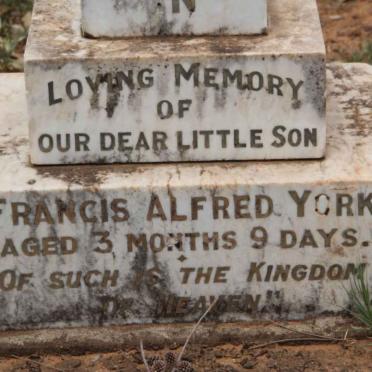 IN
LOVING MEMORY
OF
OUR DEAR LITTLE SON
FRANCIS ALFRED YORK
AGED 3 MONTHS 9 DAYS.
OF SUCH IS THE KINGDOM
OF HEAVEN"